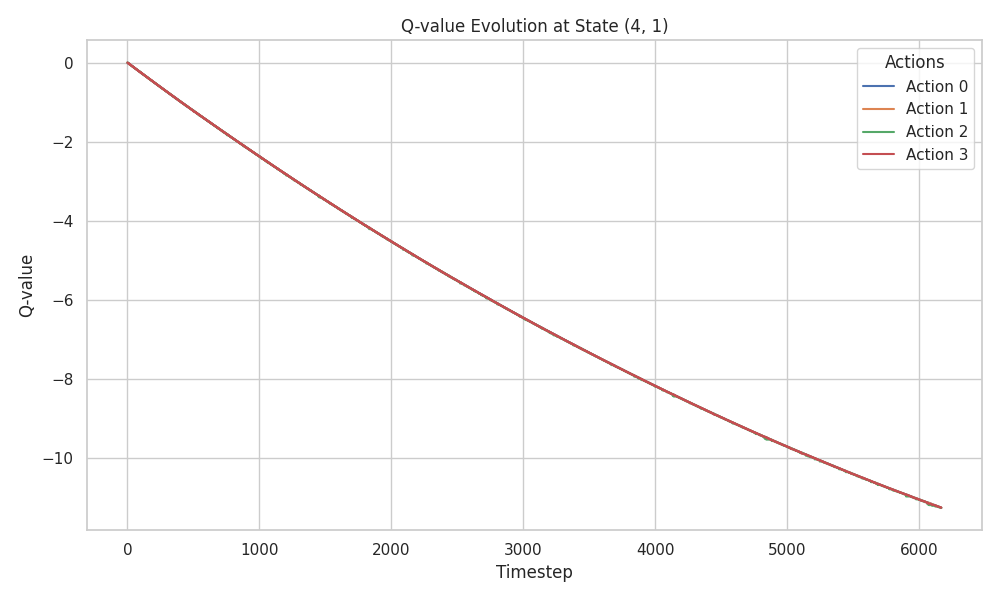 Q-value Evolution at State (4, 1)
Actions
Action 0
Action 1
Action 2
Action 3
Q-value
0
−2
−4
−6
−8
−10
0 1000 2000 3000 4000 5000 6000
Timestep